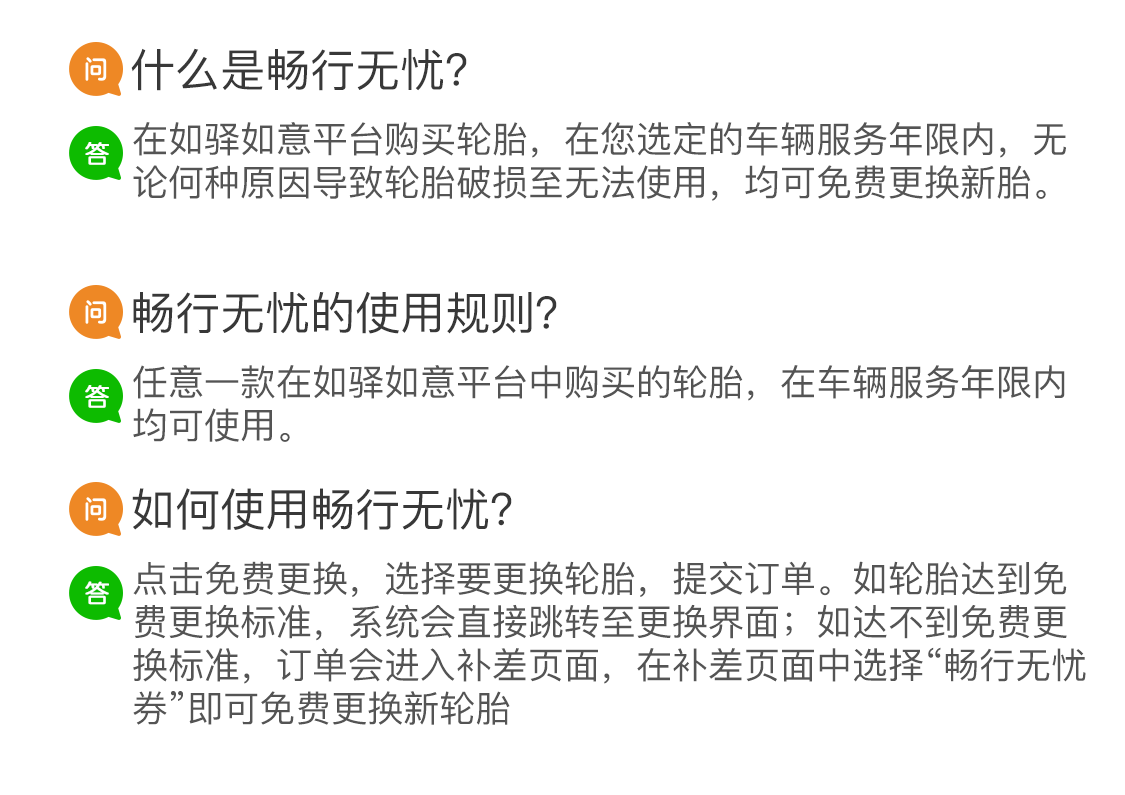 问 什么是畅行无忧?
答 在如驿如意平台购买轮胎，在您选定的车辆服务年限内，无
论何种原因导致轮胎破损至无法使用，均可免费更换新胎。
问 畅行无忧的使用规则?
答 任意一款在如驿如意平台中购买的轮胎，在车辆服务年限内
均可使用。
问 如何使用畅行无忧?
答 点击免费更换，选择要更换轮胎，提交订单。如轮胎达到免
费更换标准，系统会直接跳转至更换界面；如达不到免费更
换标准，订单会进入补差页面，在补差页面中选择“畅行无忧
券”即可免费更换新轮胎